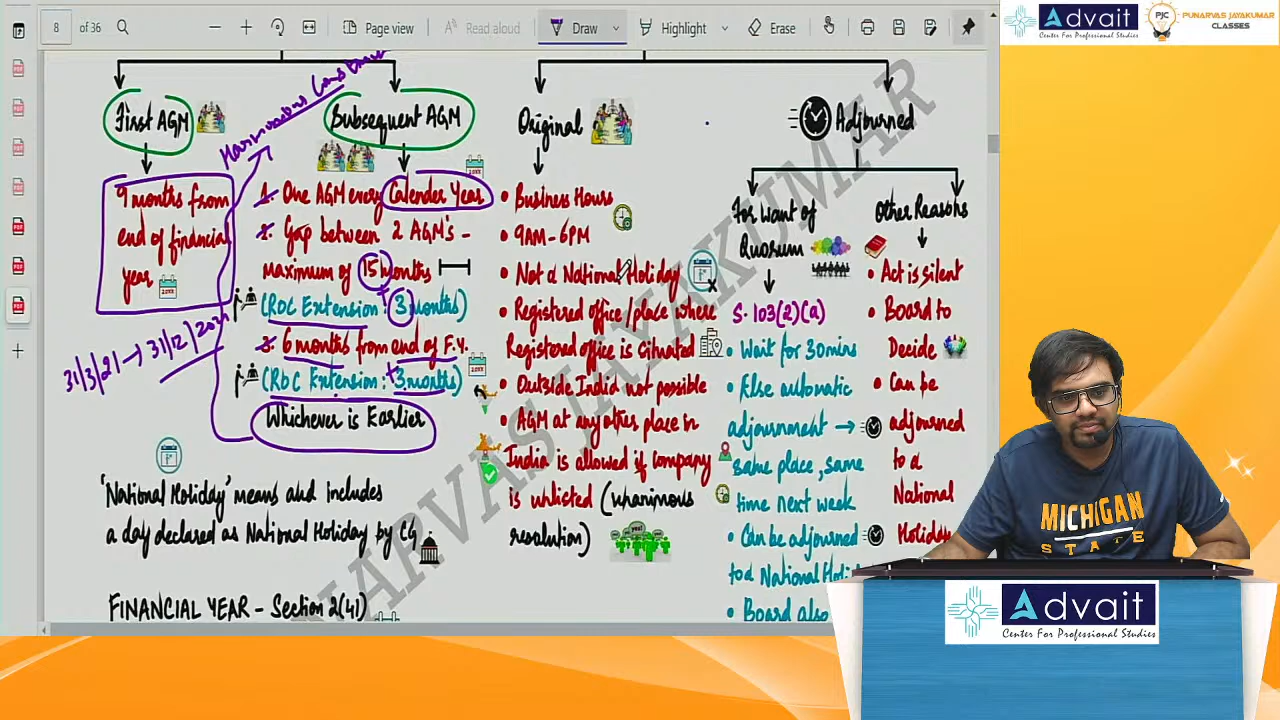 8 of 36
Page view
Read aloud
Draw
Highlight
Erase
Advait
Center For Professional Studies
PJC
PUNARVAS JAYAKUMAR
CLASSES
First AGM
9 months from
end of financial
year
31/3/21 → 31/12/2021
Subsequent AGM
1. One AGM every Calender Year
2. Gap between 2 AGM's -
maximum of 15 months
(ROC Extension: + 3 months)
3. 6 months from end of F.Y.
(ROC Extension: + 3 months)
Whichever is Earlier
'National Holiday' means and includes
a day declared as National Holiday by CG
FINANCIAL YEAR - Section 2(41)
Original
• Business Hours
• 9AM - 6PM
• Not a National Holiday
• Registered office/place where
Registered office is situated
• Outside India not possible
• AGM at any other place in
India is allowed if company
is unlisted (unanimous
resolution)
Adjourned
For Want of
Quorum
S. 103(2)(a)
• Wait for 30 mins
• Else automatic
adjournment →
same place, same
time next week
• Can be adjourned
to a National Holi
• Board also
Other Reasons
• Act is silent
• Board to
Decide
• Can be
adjourned
to a
National
Holiday
NARVAS JAYAKUMAR
MICHIGAN
STATE
Advait
Center For Professional Studies